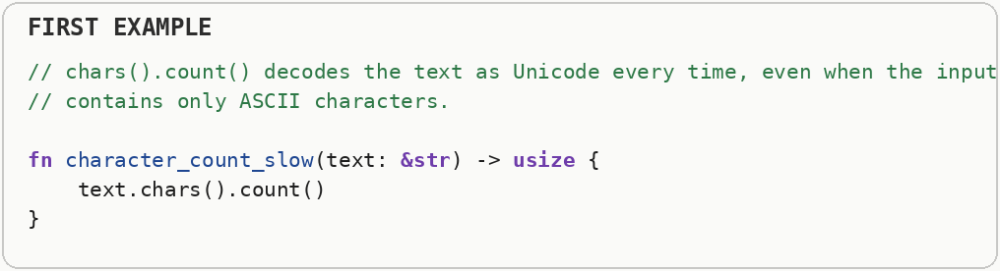 FIRST EXAMPLE
// chars().count() decodes the text as Unicode every time, even when the input
// contains only ASCII characters.
fn character_count_slow(text: &str) -> usize {
    text.chars().count()
}